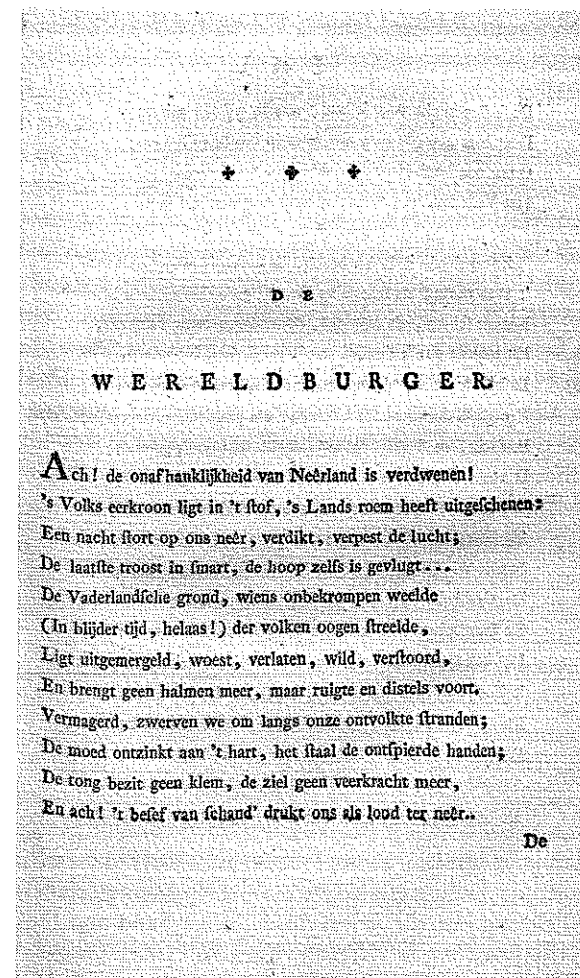 D E
W E R E L D B U R G E R.
Ach! de onafhanklijkheid van Neêrland is verdwenen!
's Volks eerkroon ligt in 't ſtof, 's Lands roem heeft uitgeſchenen:
Een nacht ſtort op ons neêr, verdikt, verpest de lucht;
De laatſte troost in ſmart, de hoop zelfs is gevlugt...
De Vaderlandſche grond, wiens onbekrompen weelde
(In blijder tijd, helaas!) der volken oogen ſtreelde,
Ligt uitgemergeld, woest, verlaten, wild, verſtoord,
En brengt geen halmen meer, maar ruigte en distels voort.
Vermagerd, zwerven we om langs onze ontvolkte ſtranden;
De moed ontzinkt aan 't hart, het ſtaal de ontſpierde handen;
De tong bezit geen klem, de ziel geen veerkracht meer,
En ach! 't beſef van ſchand' drukt ons als lood ter neêr..
De